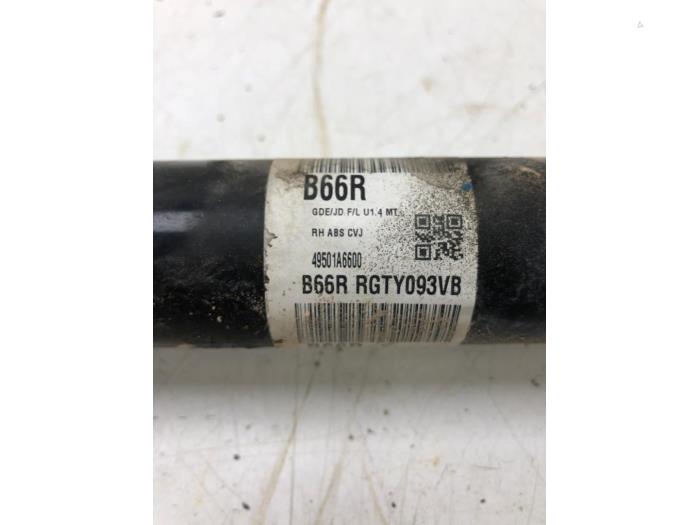 B66R
GDE/JD F/L U1.4 MT
RH ABS CVJ
49501A6600
B66R RGTY093VB